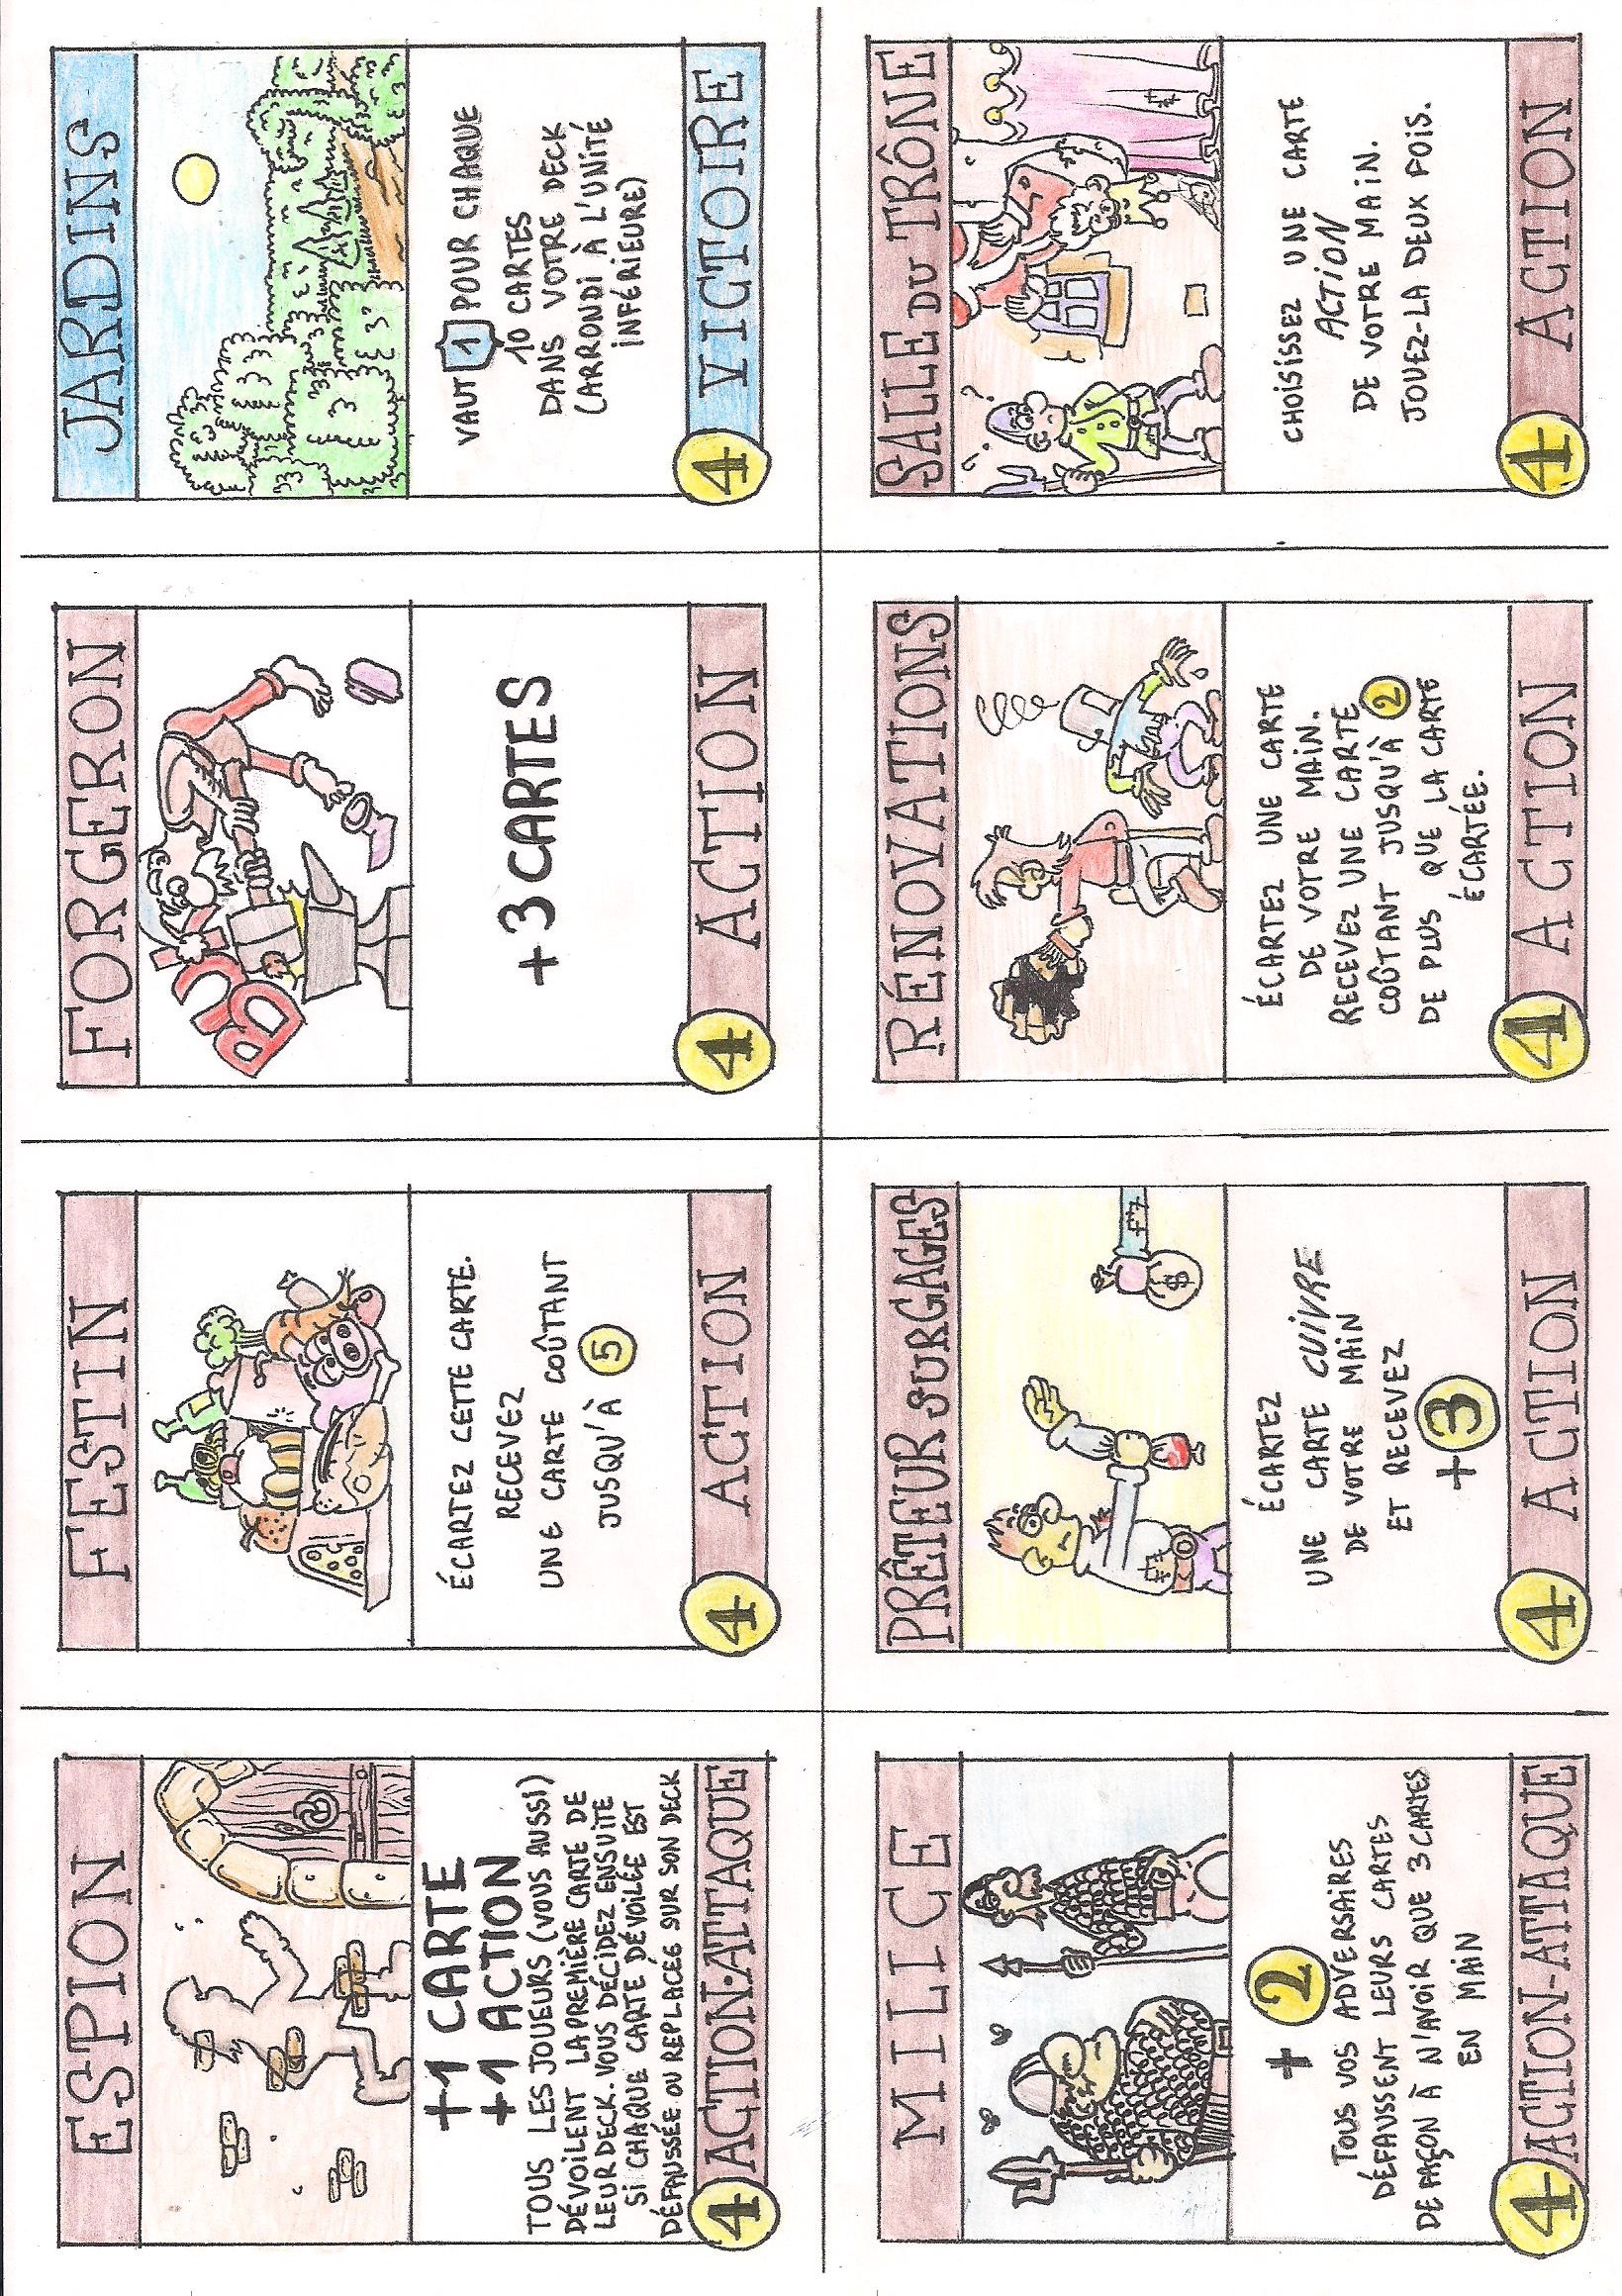 ESPION
+1 CARTE
+1 ACTION
TOUS LES JOUEURS (VOUS AUSSI)
DÉVOILENT LA PREMIÈRE CARTE DE
LEUR DECK. VOUS DÉCIDEZ ENSUITE
SI CHAQUE CARTE DÉVOILÉE EST
DÉFAUSSÉE OU REPLACÉE SUR SON DECK
4 ACTION-ATTAQUE
FESTIN
ÉCARTEZ CETTE CARTE.
RECEVEZ
UNE CARTE COÛTANT
JUSQU'À 5
4 ACTION
FORGERON
+3 CARTES
4 ACTION
JARDINS
VAUT 1 POUR CHAQUE
10 CARTES
DANS VOTRE DECK
(ARRONDI À L'UNITÉ
INFÉRIEURE)
4 VICTOIRE
MILICE
+ 2
TOUS VOS ADVERSAIRES
DÉFAUSSENT LEURS CARTES
DE FAÇON À N'AVOIR QUE 3 CARTES
EN MAIN
4 ACTION-ATTAQUE
PRÊTEUR SUR GAGES
$
ÉCARTEZ
UNE CARTE CUIVRE
DE VOTRE MAIN
ET RECEVEZ
+3
4 ACTION
RÉNOVATIONS
ÉCARTEZ UNE CARTE
DE VOTRE MAIN.
RECEVEZ UNE CARTE
COÛTANT JUSQU'À 2
DE PLUS QUE LA CARTE
ÉCARTÉE.
4 ACTION
SALLE DU TRÔNE
? ?
CHOISISSEZ UNE CARTE
ACTION
DE VOTRE MAIN.
JOUEZ-LA DEUX FOIS.
4 ACTION